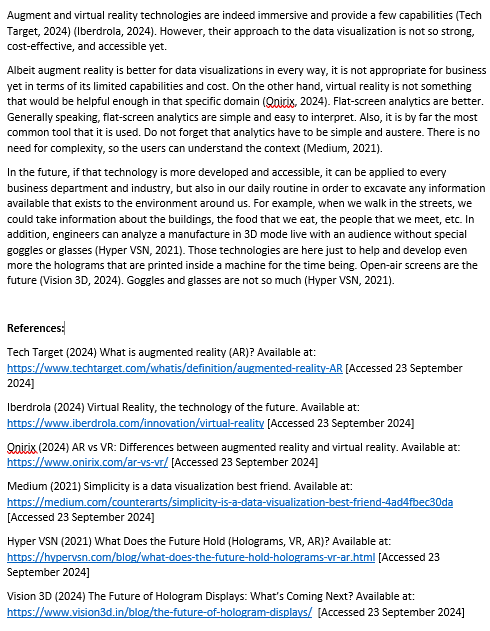 Augment and virtual reality technologies are indeed immersive and provide a few capabilities (Tech
Target, 2024) (Iberdrola, 2024). However, their approach to the data visualization is not so strong,
cost-effective, and accessible yet.
Albeit augment reality is better for data visualizations in every way, it is not appropriate for business
yet in terms of its limited capabilities and cost. On the other hand, virtual reality is not something
that would be helpful enough in that specific domain (Onirix, 2024). Flat-screen analytics are better.
Generally speaking, flat-screen analytics are simple and easy to interpret. Also, it is by far the most
common tool that it is used. Do not forget that analytics have to be simple and austere. There is no
need for complexity, so the users can understand the context (Medium, 2021).
In the future, if that technology is more developed and accessible, it can be applied to every
business department and industry, but also in our daily routine in order to excavate any information
available that exists to the environment around us. For example, when we walk in the streets, we
could take information about the buildings, the food that we eat, the people that we meet, etc. In
addition, engineers can analyze a manufacture in 3D mode live with an audience without special
goggles or glasses (Hyper VSN, 2021). Those technologies are here just to help and develop even
more the holograms that are printed inside a machine for the time being. Open-air screens are the
future (Vision 3D, 2024). Goggles and glasses are not so much (Hyper VSN, 2021).
References:
Tech Target (2024) What is augmented reality (AR)? Available at:
https://www.techtarget.com/whatis/definition/augmented-reality-AR [Accessed 23 September
2024]
Iberdrola (2024) Virtual Reality, the technology of the future. Available at:
https://www.iberdrola.com/innovation/virtual-reality [Accessed 23 September 2024]
Onirix (2024) AR vs VR: Differences between augmented reality and virtual reality. Available at:
https://www.onirix.com/ar-vs-vr/ [Accessed 23 September 2024]
Medium (2021) Simplicity is a data visualization best friend. Available at:
https://medium.com/counterarts/simplicity-is-a-data-visualization-best-friend-4ad4fbec30da
[Accessed 23 September 2024]
Hyper VSN (2021) What Does the Future Hold (Holograms, VR, AR)? Available at:
https://hypervsn.com/blog/what-does-the-future-hold-holograms-vr-ar.html [Accessed 23
September 2024]
Vision 3D (2024) The Future of Hologram Displays: What’s Coming Next? Available at:
https://www.vision3d.in/blog/the-future-of-hologram-displays/ [Accessed 23 September 2024]